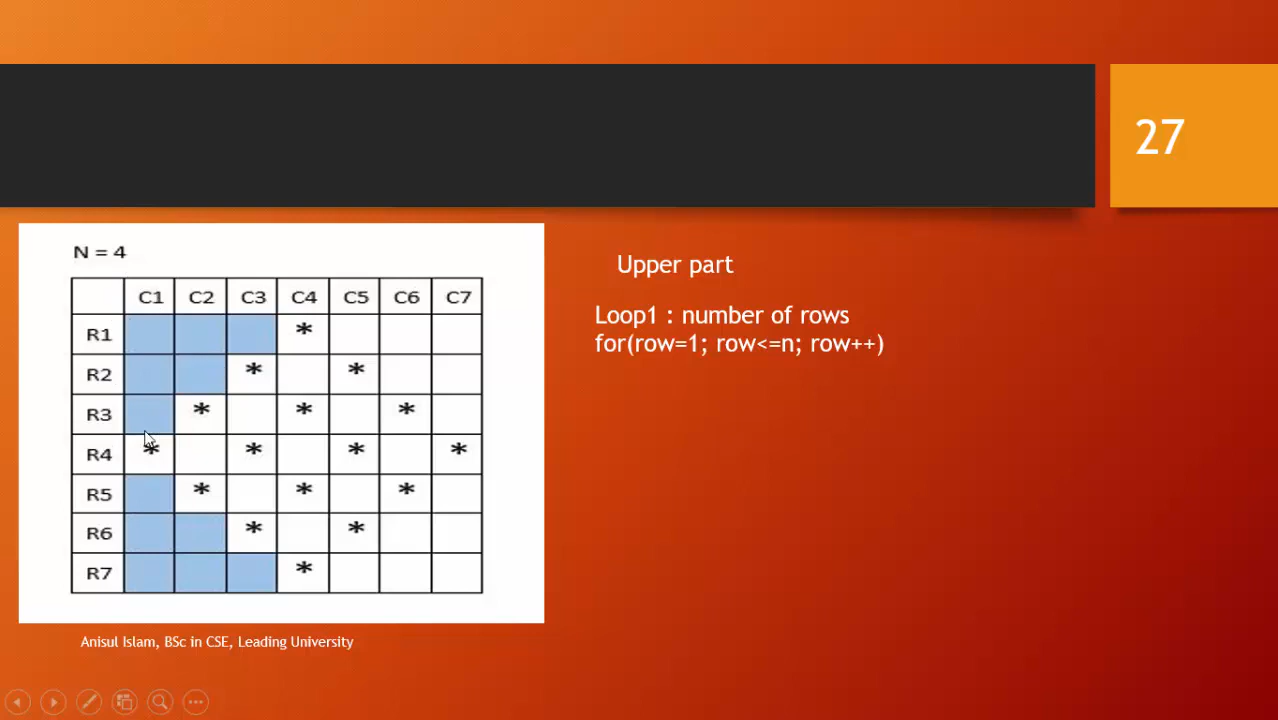 27
N = 4
C1 C2 C3 C4 C5 C6 C7
R1 *
R2 * *
R3 * * *
R4 * * * *
R5 * * *
R6 * *
R7 *
Upper part
Loop1 : number of rows
for(row=1; row<=n; row++)
Anisul Islam, BSc in CSE, Leading University